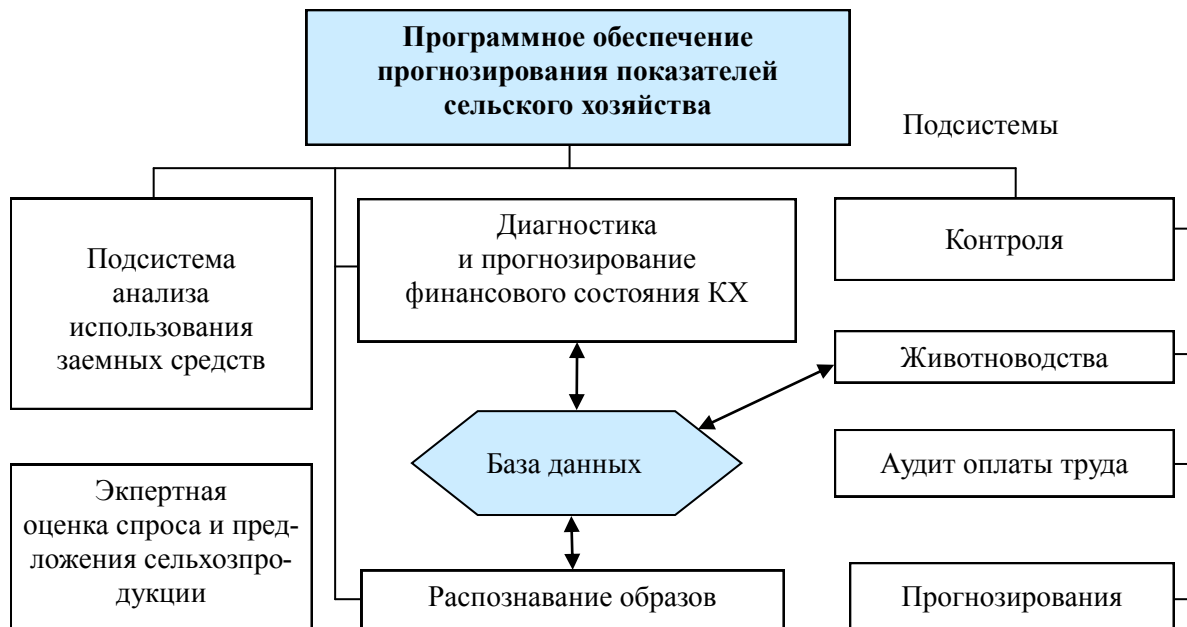 Программное обеспечение
прогнозирования показателей
сельского хозяйства
Подсистемы
Подсистема
анализа
использования
заемных средств
Диагностика
и прогнозирование
финансового состояния КХ
Контроля
Животноводства
База данных
Аудит оплаты труда
Экпертная
оценка спроса и пред-
ложения сельхозпро-
дукции
Распознавание образов
Прогнозирования